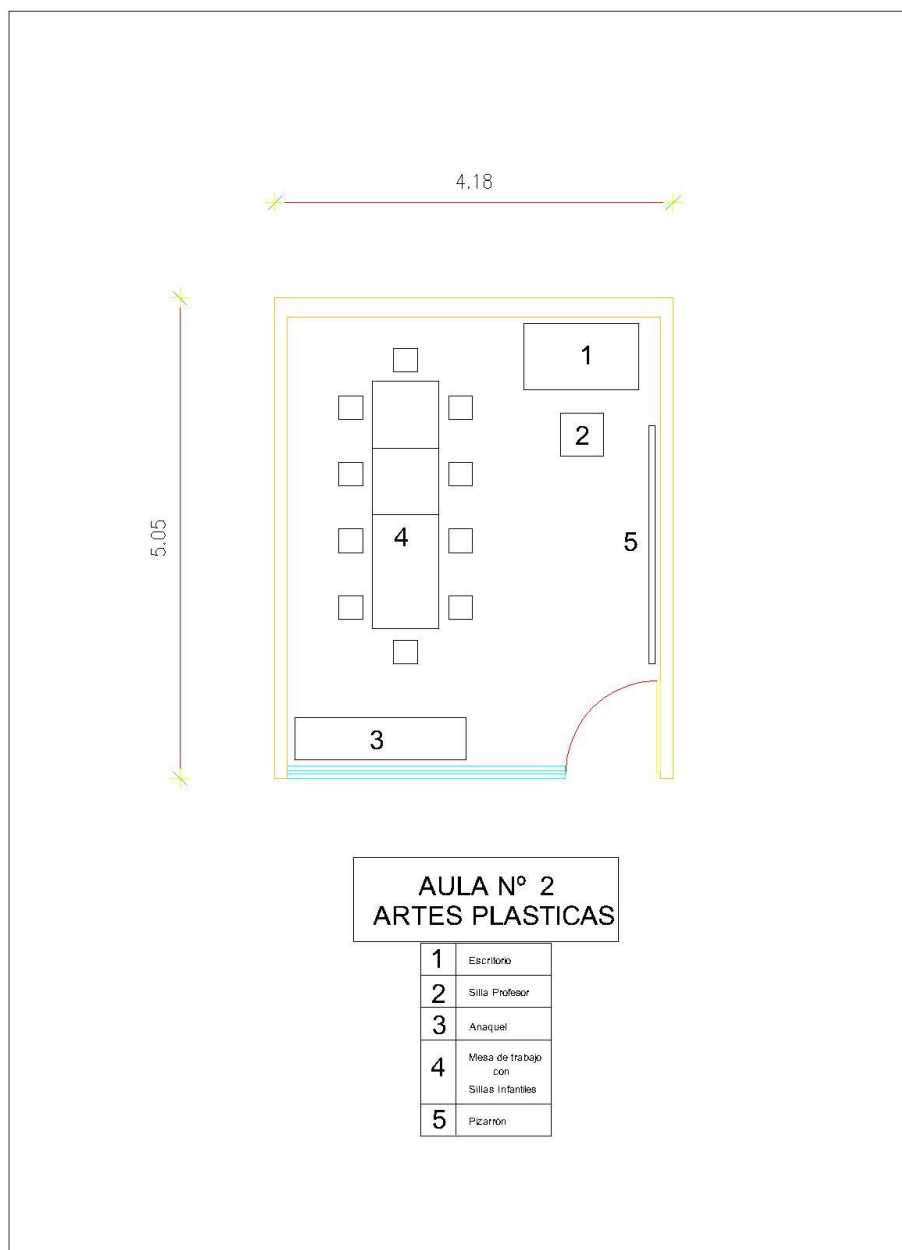 4.18
5.05
1
2
4
5
3
AULA Nº 2
ARTES PLASTICAS
1 Escritorio
2 Silla Profesor
3 Anaquel
4 Mesa de trabajo
con
Sillas Infantiles
5 Pizarrón